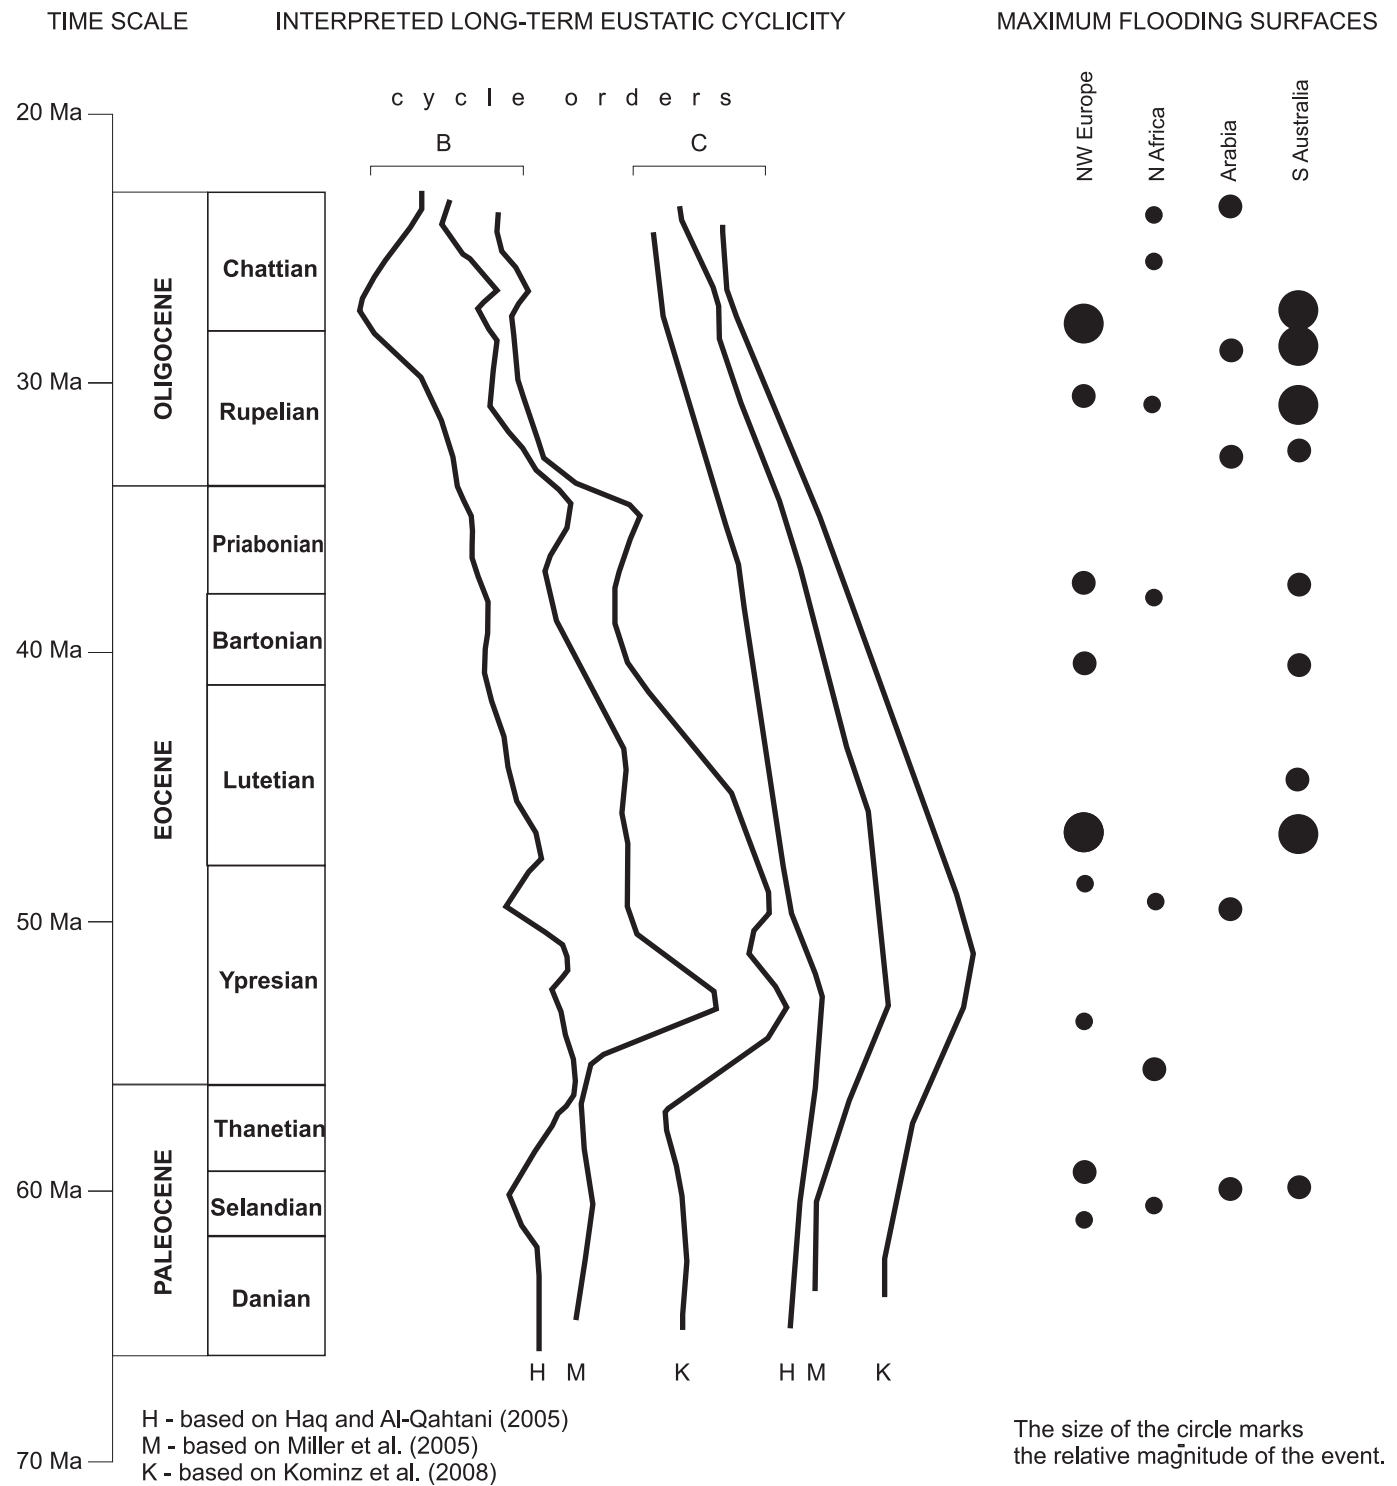 TIME SCALE
INTERPRETED LONG-TERM EUSTATIC CYCLICITY
MAXIMUM FLOODING SURFACES
cycle orders
B
C
NW Europe
N Africa
Arabia
S Australia
20 Ma
30 Ma
40 Ma
50 Ma
60 Ma
70 Ma
OLIGOCENE
Chattian
Rupelian
EOCENE
Priabonian
Bartonian
Lutetian
Ypresian
PALEOCENE
Thanetian
Selandian
Danian
H M K H M K
H - based on Haq and Al-Qahtani (2005)
M - based on Miller et al. (2005)
K - based on Kominz et al. (2008)
The size of the circle marks
the relative magnitude of the event.